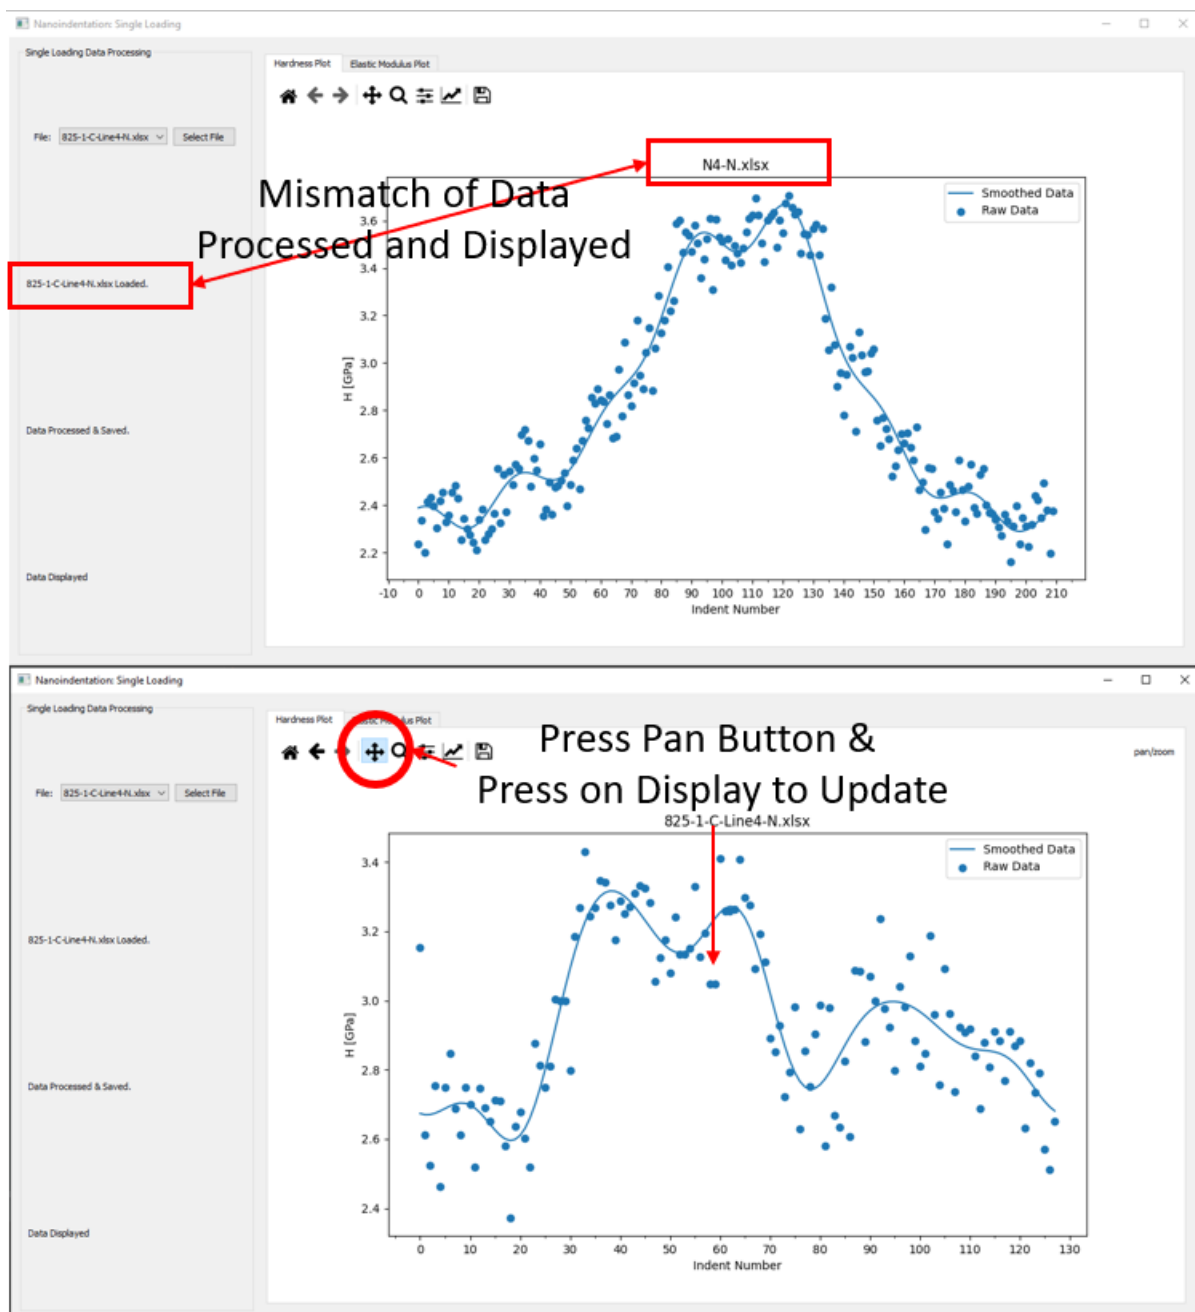 Nanoindentation: Single Loading
Single Loading Data Processing
Hardness Plot
Elastic Modulus Plot
File:
825-1-C-Line4-N.xlsx
Select File
N4-N.xlsx
Mismatch of Data
Processed and Displayed
Smoothed Data
Raw Data
825-1-C-Line4-N.xlsx Loaded.
Data Processed & Saved.
Data Displayed
H [GPa]
3.6
3.4
3.2
3.0
2.8
2.6
2.4
2.2
-10 0 10 20 30 40 50 60 70 80 90 100 110 120 130 140 150 160 170 180 190 200 210
Indent Number
Nanoindentation: Single Loading
Single Loading Data Processing
Hardness Plot
Elastic Modulus Plot
Press Pan Button &
Press on Display to Update
pan/zoom
File:
825-1-C-Line4-N.xlsx
Select File
825-1-C-Line4-N.xlsx
Smoothed Data
Raw Data
825-1-C-Line4-N.xlsx Loaded.
Data Processed & Saved.
Data Displayed
H [GPa]
3.4
3.2
3.0
2.8
2.6
2.4
0 10 20 30 40 50 60 70 80 90 100 110 120 130
Indent Number